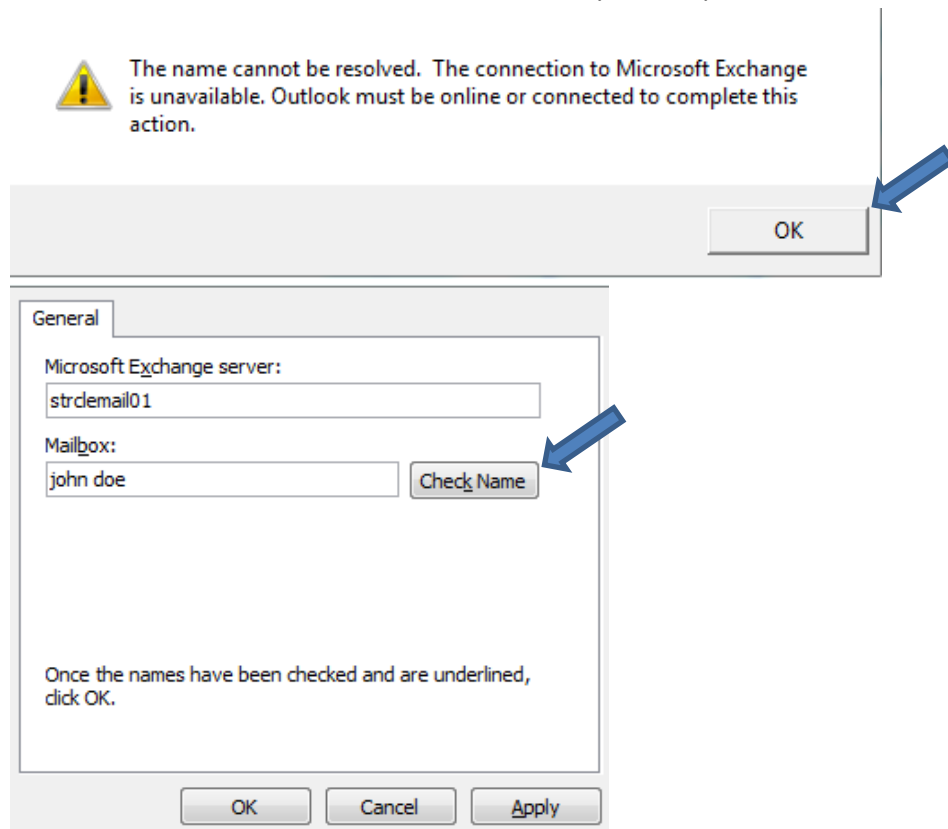 The name cannot be resolved. The connection to Microsoft Exchange
is unavailable. Outlook must be online or connected to complete this
action.
OK
General
Microsoft Exchange server:
strclemail01
Mailbox:
john doe
Check Name
Once the names have been checked and are underlined,
click OK.
OK Cancel Apply